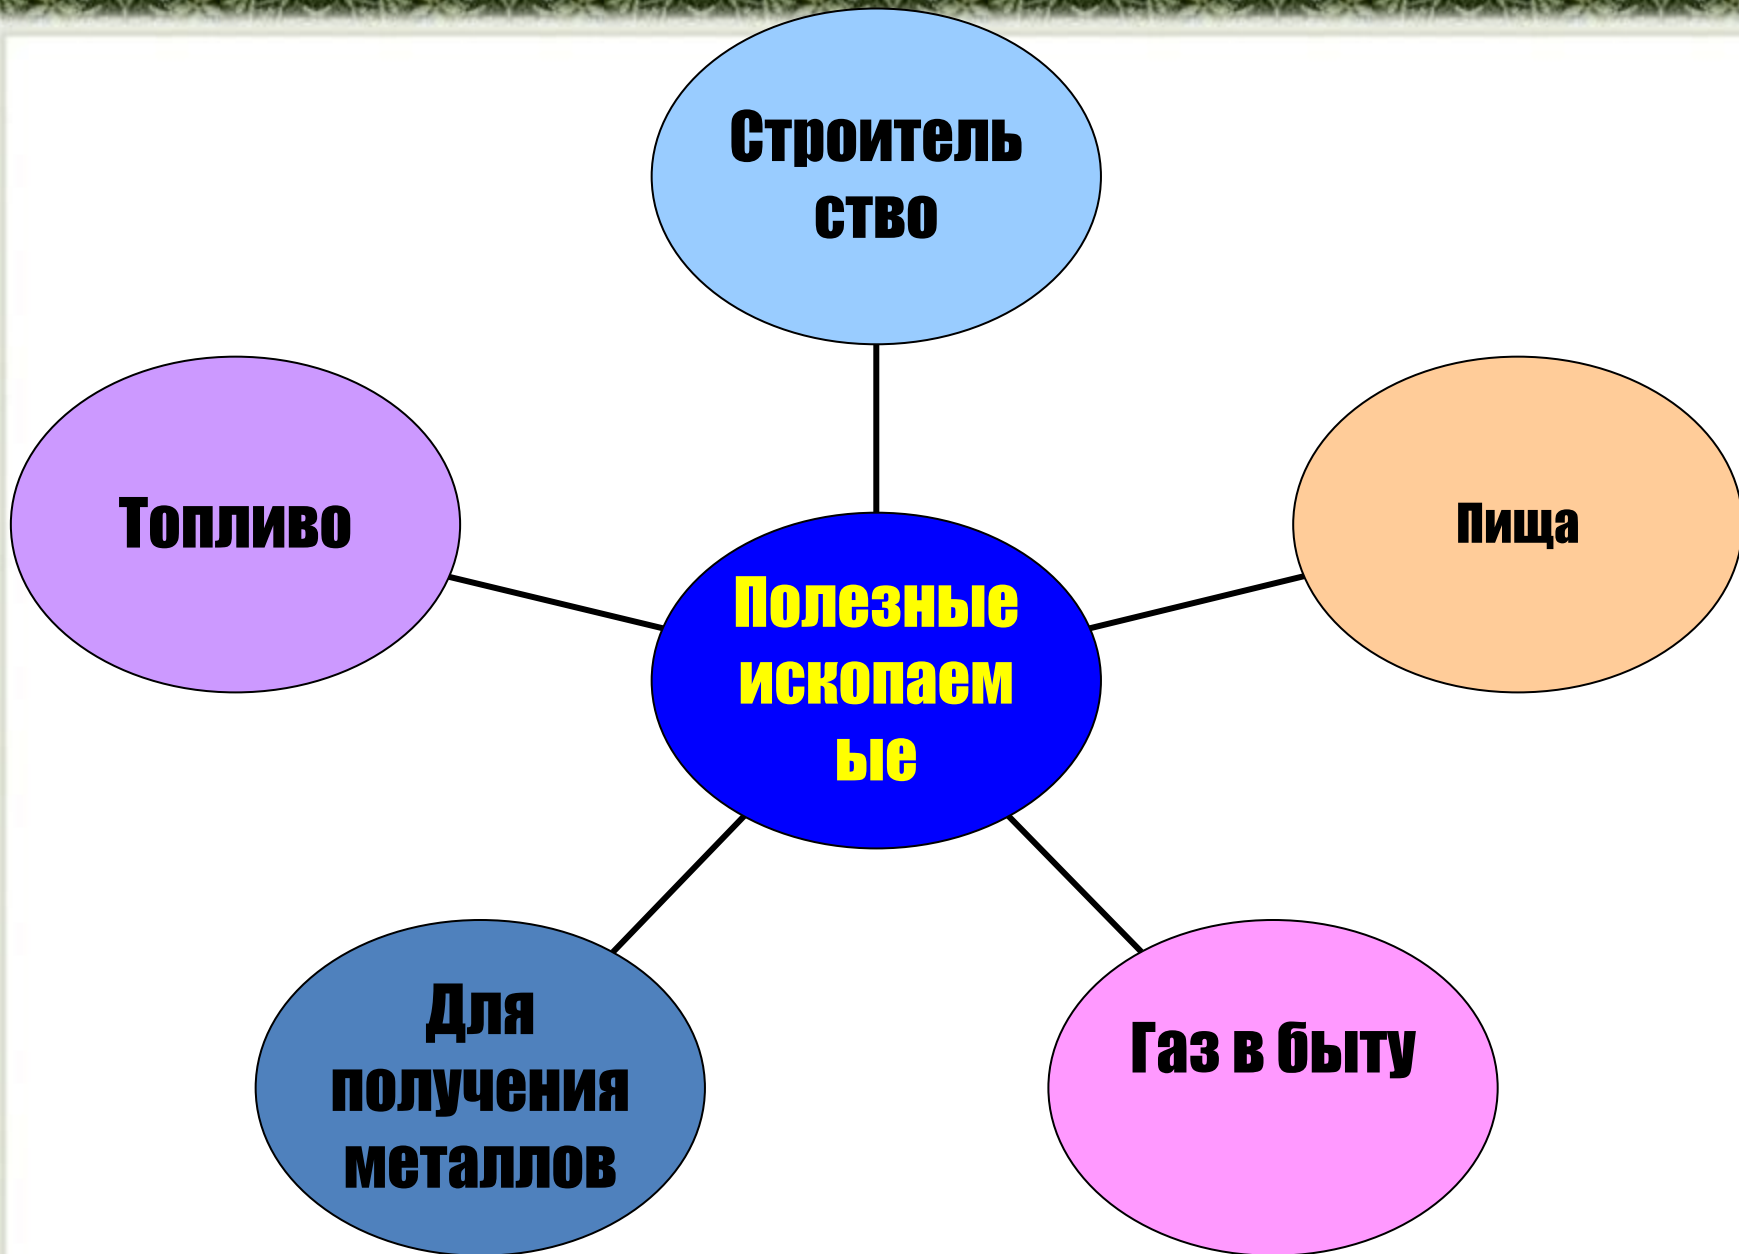 Строитель
ство
Топливо
Пища
Полезные
ископаем
ые
Для
получения
металлов
Газ в быту